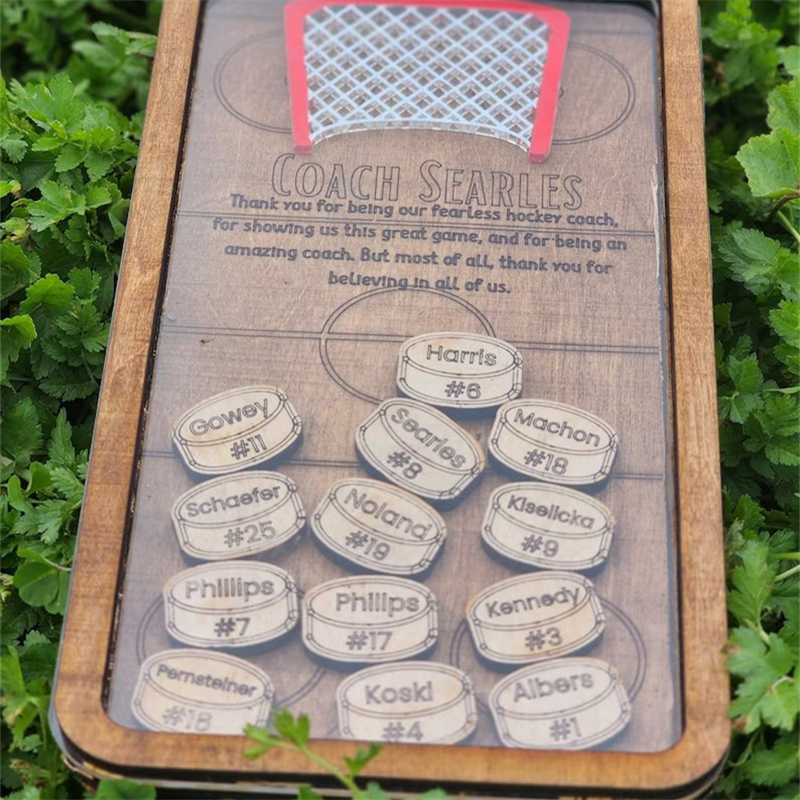 COACH SEARLES
Thank you for being our fearless hockey coach,
for showing us this great game, and for being an
amazing coach. But most of all, thank you for
believing in all of us.
Harris
#6
Gowey
#11
Searles
#8
Machon
#18
Schaefer
#25
Noland
#19
Kiselicka
#9
Phillips
#7
Philips
#17
Kennedy
#3
Pernsteiner
#16
Koski
#4
Albers
#1